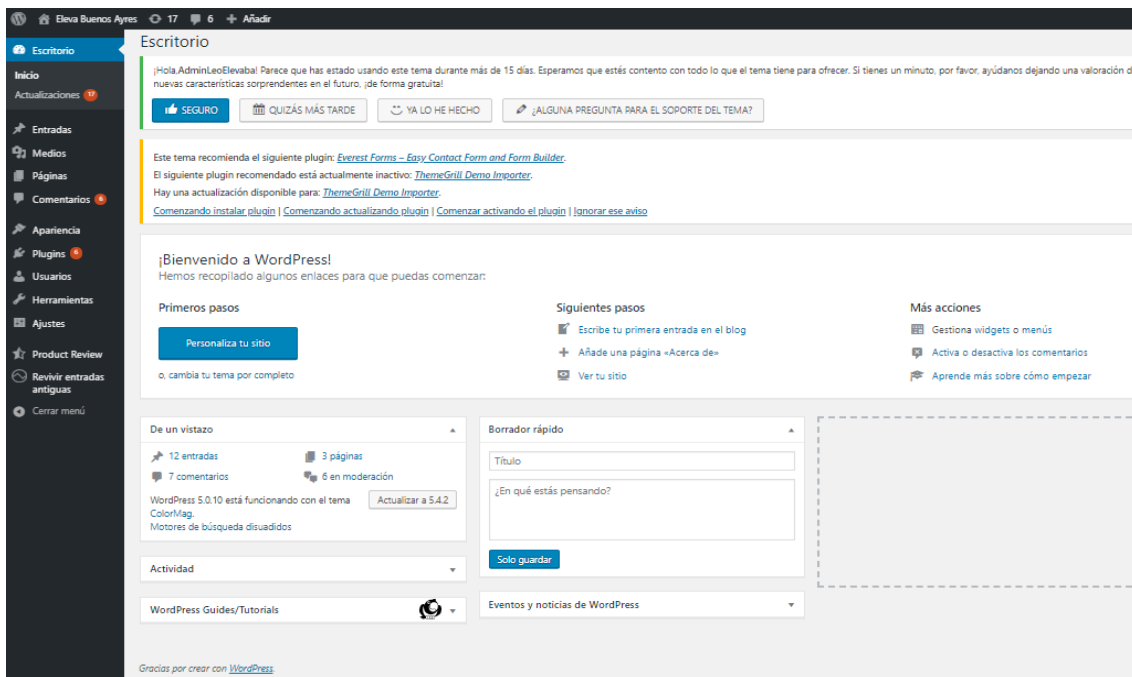 Eleva Buenos Ayres 17 6 + Añadir
Escritorio
Inicio
Actualizaciones 17
Entradas
Medios
Páginas
Comentarios 6
Apariencia
Plugins 6
Usuarios
Herramientas
Ajustes
Product Review
Revivir entradas
antiguas
Cerrar menú
Escritorio
¡Hola,AdminLeoElevaba! Parece que has estado usando este tema durante más de 15 días. Esperamos que estés contento con todo lo que el tema tiene para ofrecer. Si tienes un minuto, por favor, ayúdanos dejando una valoración d
nuevas características sorprendentes en el futuro, ¡de forma gratuita!
SEGURO QUIZÁS MÁS TARDE YA LO HE HECHO ¿ALGUNA PREGUNTA PARA EL SOPORTE DEL TEMA?
Este tema recomienda el siguiente plugin: Everest Forms – Easy Contact Form and Form Builder.
El siguiente plugin recomendado está actualmente inactivo: ThemeGrill Demo Importer.
Hay una actualización disponible para: ThemeGrill Demo Importer.
Comenzando instalar plugin | Comenzando actualizando plugin | Comenzar activando el plugin | Ignorar ese aviso
¡Bienvenido a WordPress!
Hemos recopilado algunos enlaces para que puedas comenzar:
Primeros pasos
Personaliza tu sitio
o, cambia tu tema por completo
Siguientes pasos
Escribe tu primera entrada en el blog
Añade una página «Acerca de»
Ver tu sitio
Más acciones
Gestiona widgets o menús
Activa o desactiva los comentarios
Aprende más sobre cómo empezar
De un vistazo
12 entradas 3 páginas
7 comentarios 6 en moderación
WordPress 5.0.10 está funcionando con el tema Actualizar a 5.4.2
ColorMag.
Motores de búsqueda disuadidos
Actividad
WordPress Guides/Tutorials
Borrador rápido
Título
¿En qué estás pensando?
Solo guardar
Eventos y noticias de WordPress
Gracias por crear con WordPress.